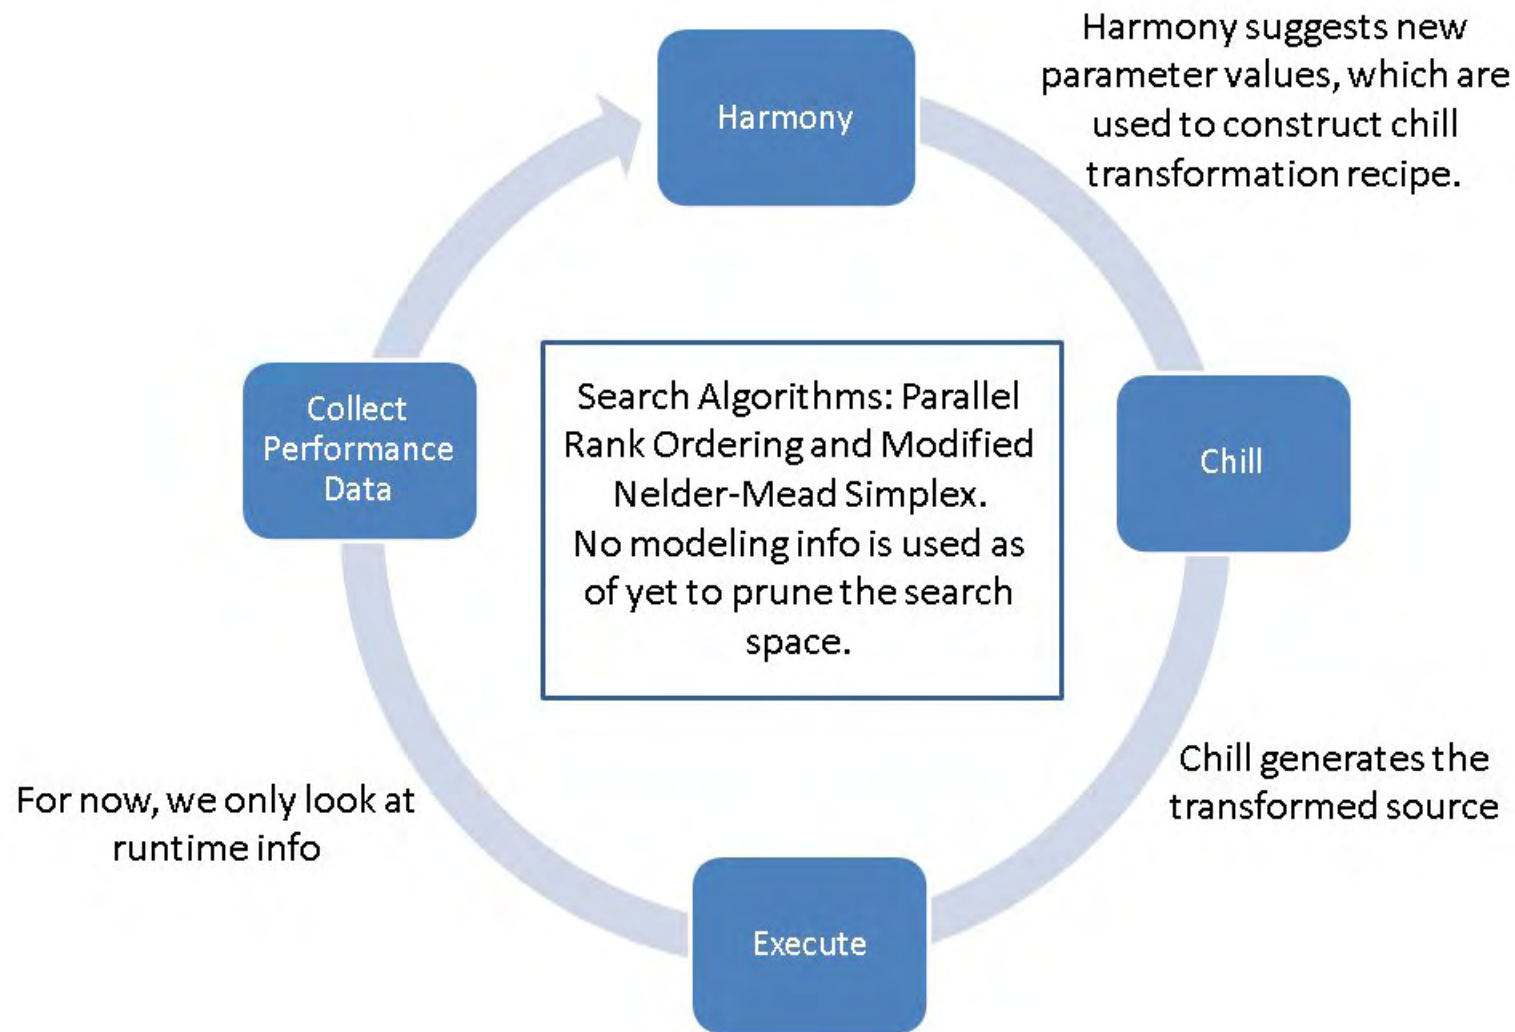 Harmony
Harmony suggests new
parameter values, which are
used to construct chill
transformation recipe.
Collect
Performance
Data
Search Algorithms: Parallel
Rank Ordering and Modified
Nelder-Mead Simplex.
No modeling info is used as
of yet to prune the search
space.
Chill
Chill generates the
transformed source
For now, we only look at
runtime info
Execute